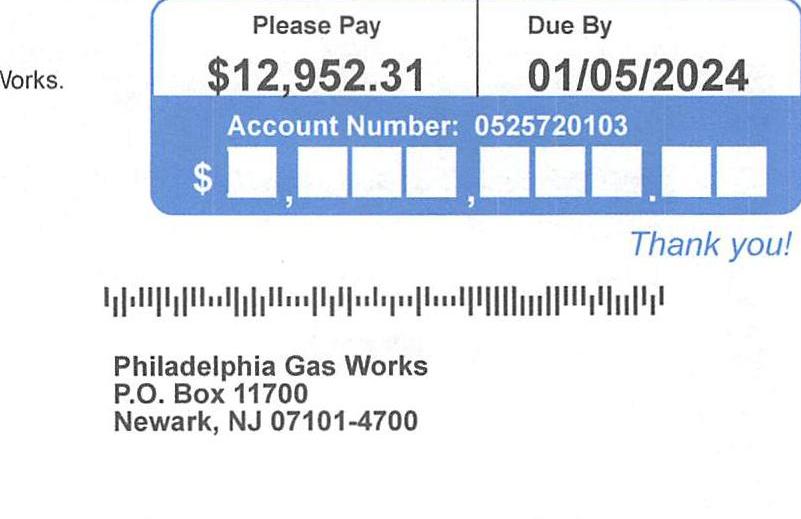 Please Pay Due By
Works. $12,952.31 01/05/2024
Account Number: 0525720103
$ , , .
Thank you!
Philadelphia Gas Works
P.O. Box 11700
Newark, NJ 07101-4700